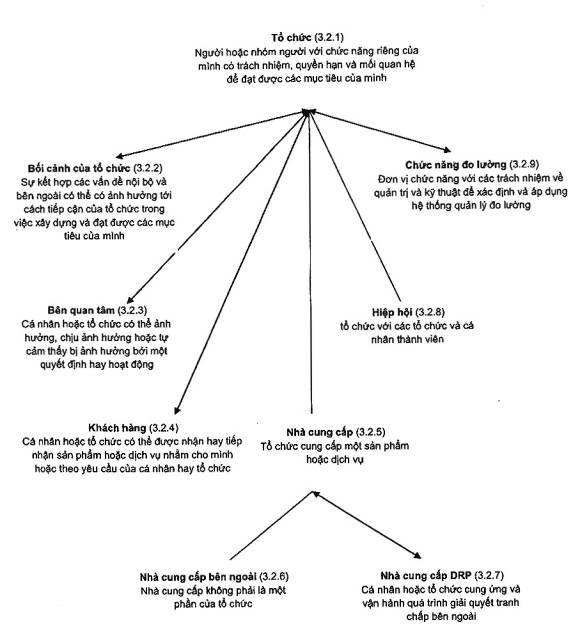 Tổ chức (3.2.1)
Người hoặc nhóm người với chức năng riêng của
mình có trách nhiệm, quyền hạn và mối quan hệ
để đạt được các mục tiêu của mình
Bối cảnh của tổ chức (3.2.2)
Sự kết hợp các vấn đề nội bộ và
bên ngoài có thể có ảnh hưởng tới
cách tiếp cận của tổ chức trong
việc xây dựng và đạt được các mục
tiêu của mình
Chức năng đo lường (3.2.9)
Đơn vị chức năng với các trách nhiệm về
quản trị và kỹ thuật để xác định và áp dụng
hệ thống quản lý đo lường
Bên quan tâm (3.2.3)
Cá nhân hoặc tổ chức có thể ảnh
hưởng, chịu ảnh hưởng hoặc tự
cảm thấy bị ảnh hưởng bởi một
quyết định hay hoạt động
Hiệp hội (3.2.8)
tổ chức với các tổ chức và cá
nhân thành viên
Khách hàng (3.2.4)
Cá nhân hoặc tổ chức có thể được nhận hay tiếp
nhận sản phẩm hoặc dịch vụ nhằm cho mình
hoặc theo yêu cầu của cá nhân hay tổ chức
Nhà cung cấp (3.2.5)
Tổ chức cung cấp một sản phẩm
hoặc dịch vụ
Nhà cung cấp bên ngoài (3.2.6)
Nhà cung cấp không phải là một
phần của tổ chức
Nhà cung cấp DRP (3.2.7)
Cá nhân hoặc tổ chức cung ứng và
vận hành quá trình giải quyết tranh
chấp bên ngoài